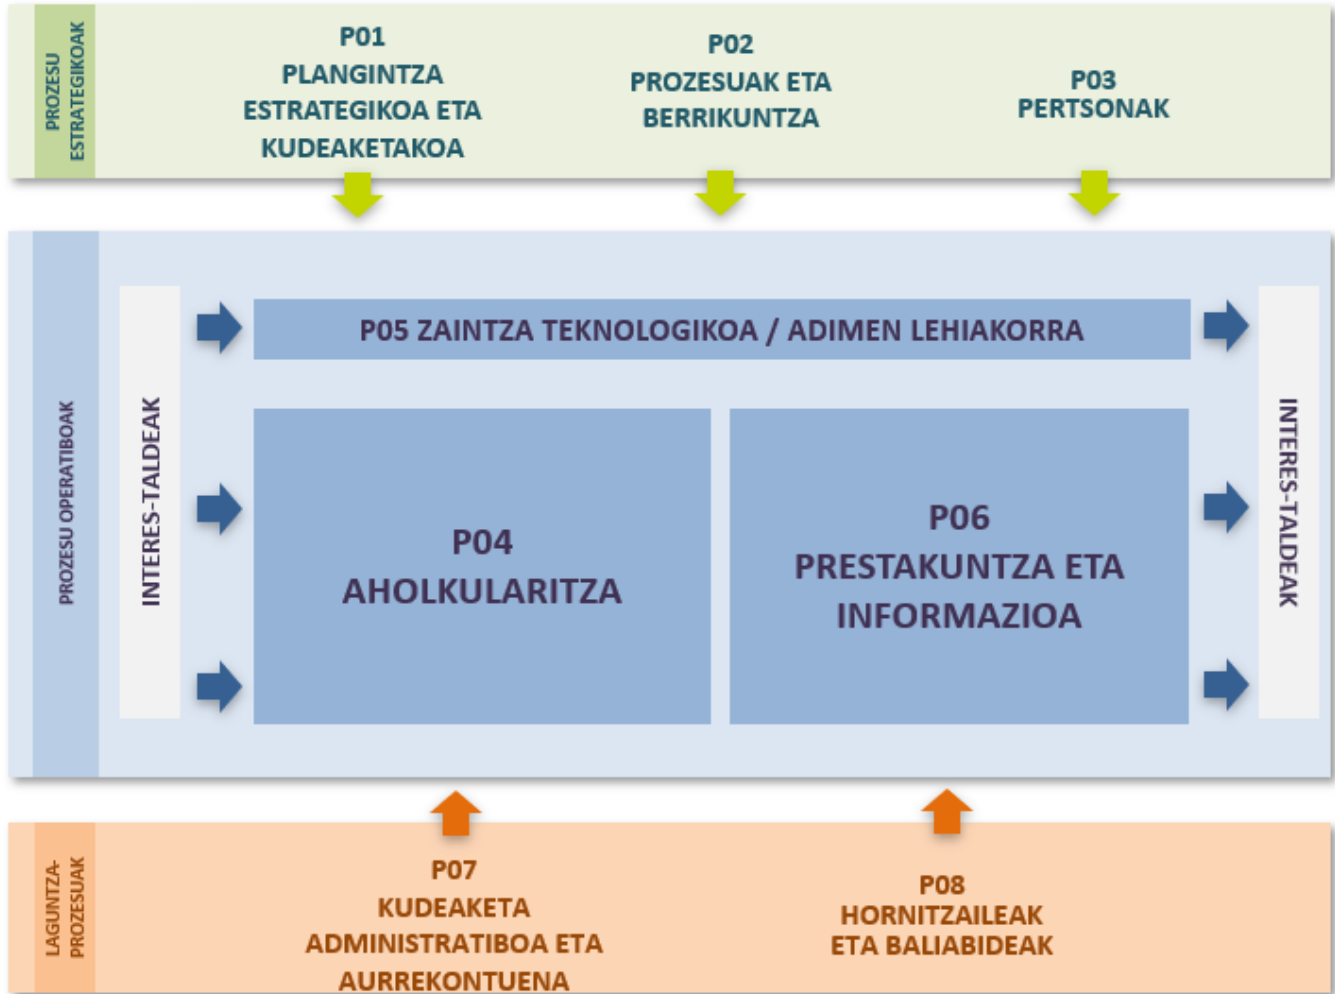 PROZESU
ESTRATEGIKOAK
P01
PLANGINTZA
ESTRATEGIKOA ETA
KUDEAKETAKOA
P02
PROZESUAK ETA
BERRIKUNTZA
P03
PERTSONAK
PROZESU OPERATIBOAK
INTERES-TALDEAK
P05 ZAINTZA TEKNOLOGIKOA / ADIMEN LEHIAKORRA
P04
AHOLKULARITZA
P06
PRESTAKUNTZA ETA
INFORMAZIOA
INTERES-TALDEAK
LAGUNTZA-
PROZESUAK
P07
KUDEAKETA
ADMINISTRATIBOA ETA
AURREKONTUENA
P08
HORNITZAILEAK
ETA BALIABIDEAK